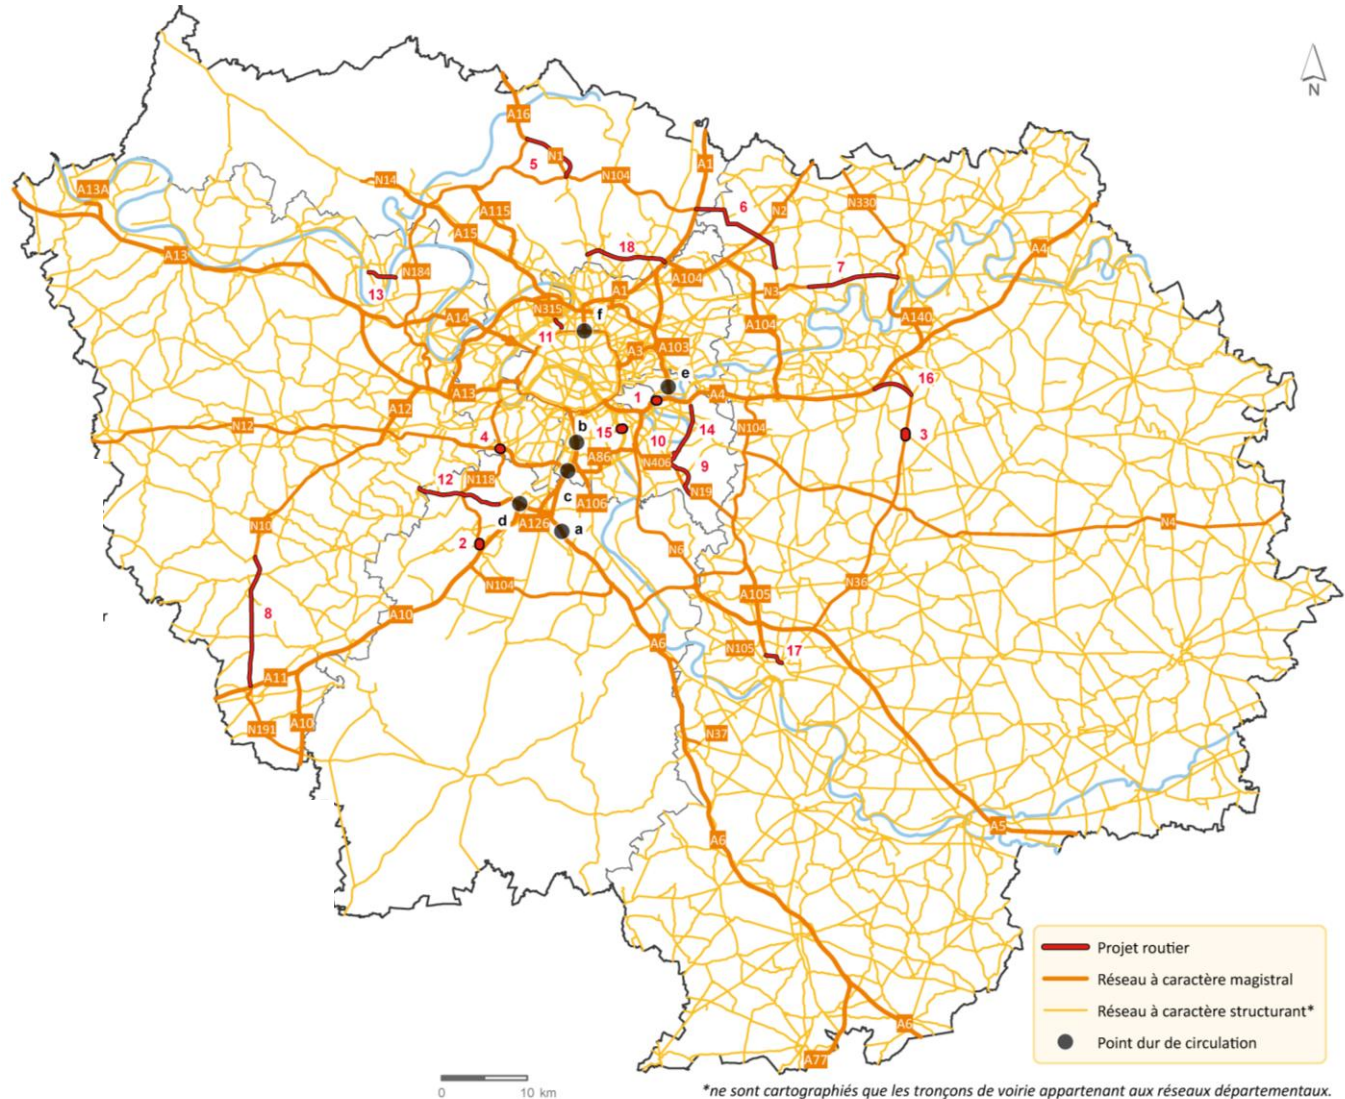 A16
N
N1
A1
5
N104
N14
A13A
N2
N330
6
A115
A15
A4
A13
18
7
N184
A104
A1
N3
13
N315
f
A14
A104
A140
11
A3
A103
e
16
A13
1
A4
A12
b
N12
4
15
10
14
N104
3
A86
N406
9
12
N118
c
A106
N19
N10
d
A126
a
N4
2
N6
N104
N36
A105
8
A10
A6
N105
17
A11
N191
A10
N37
A5
A6
Projet routier
Réseau à caractère magistral
Réseau à caractère structurant*
A6
Point dur de circulation
A77
0 10 km
*ne sont cartographiés que les tronçons de voirie appartenant aux réseaux départementaux.